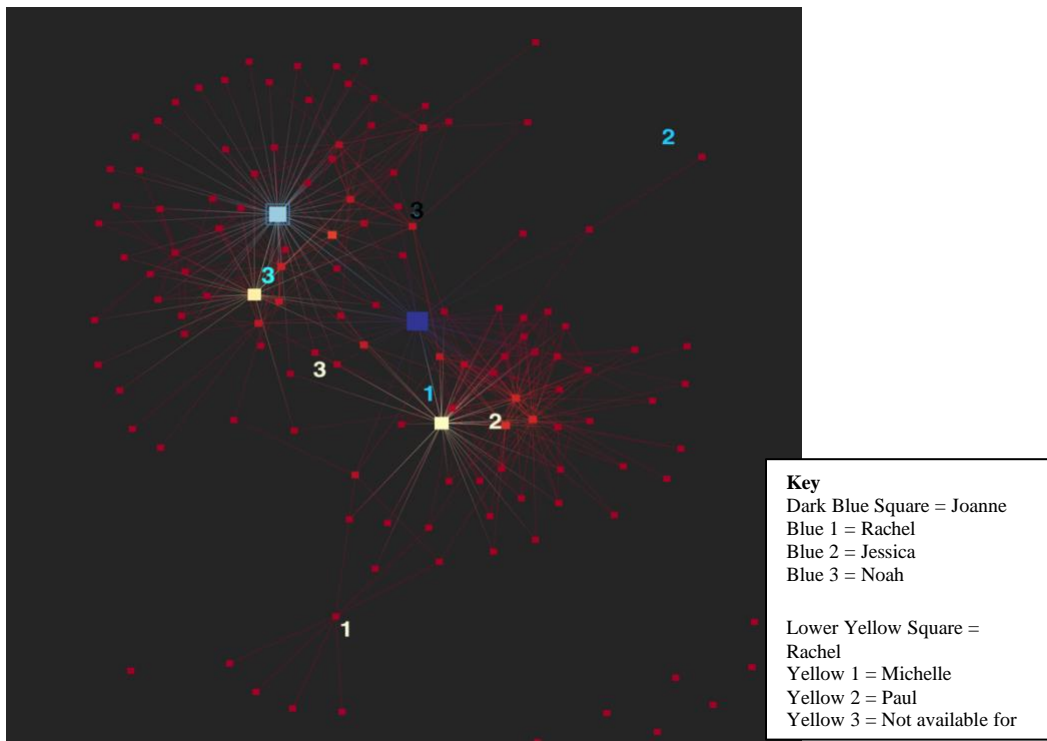 2
3
3
3
1
2
1
Key
Dark Blue Square = Joanne
Blue 1 = Rachel
Blue 2 = Jessica
Blue 3 = Noah
Lower Yellow Square =
Rachel
Yellow 1 = Michelle
Yellow 2 = Paul
Yellow 3 = Not available for